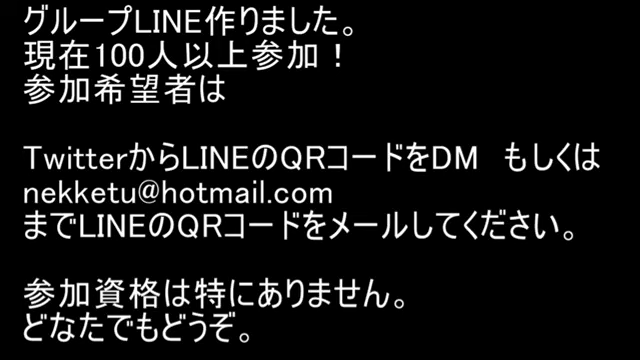 グループLINE作りました。
現在100人以上参加！
参加希望者は
TwitterからLINEのQRコードをDM　もしくは
nekketu@hotmail.com
までLINEのQRコードをメールしてください。
参加資格は特にありません。
どなたでもどうぞ。